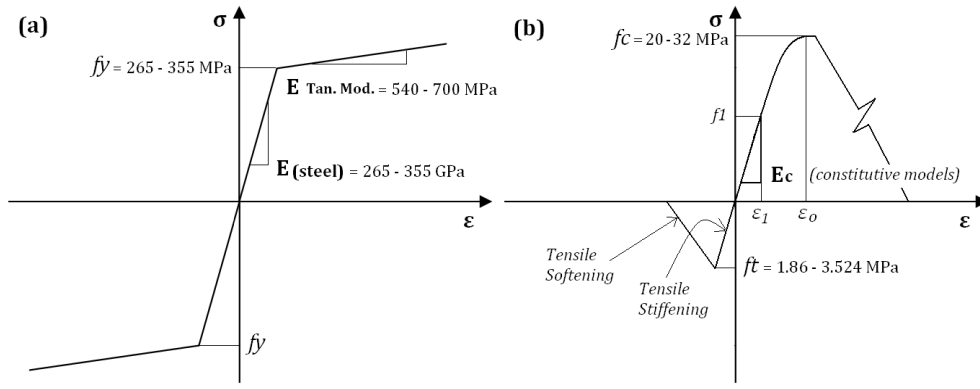 (a)
σ
fy = 265 - 355 MPa
E Tan. Mod. = 540 - 700 MPa
E (steel) = 265 - 355 GPa
ε
fy
(b)
σ
fc = 20 - 32 MPa
f1
Ec (constitutive models)
ε1
εo
ε
Tensile
Softening
Tensile
Stiffening
ft = 1.86 - 3.524 MPa